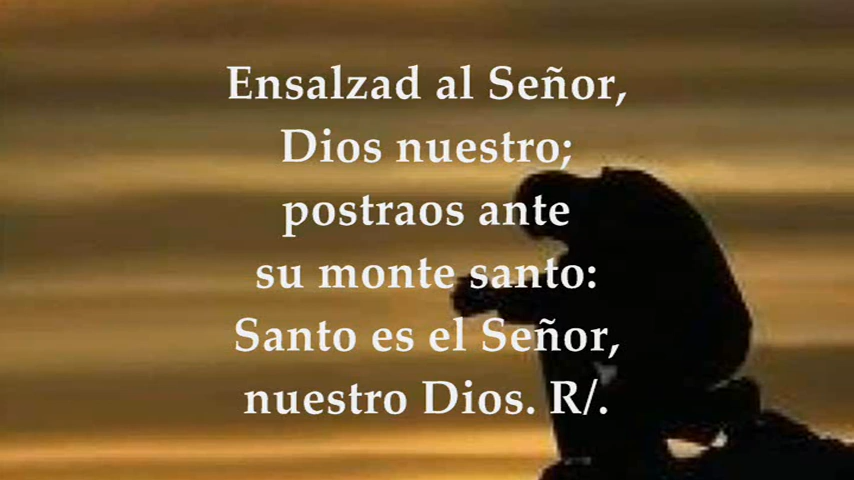 Ensalzad al Señor,
Dios nuestro;
postraos ante
su monte santo:
Santo es el Señor,
nuestro Dios. R/.